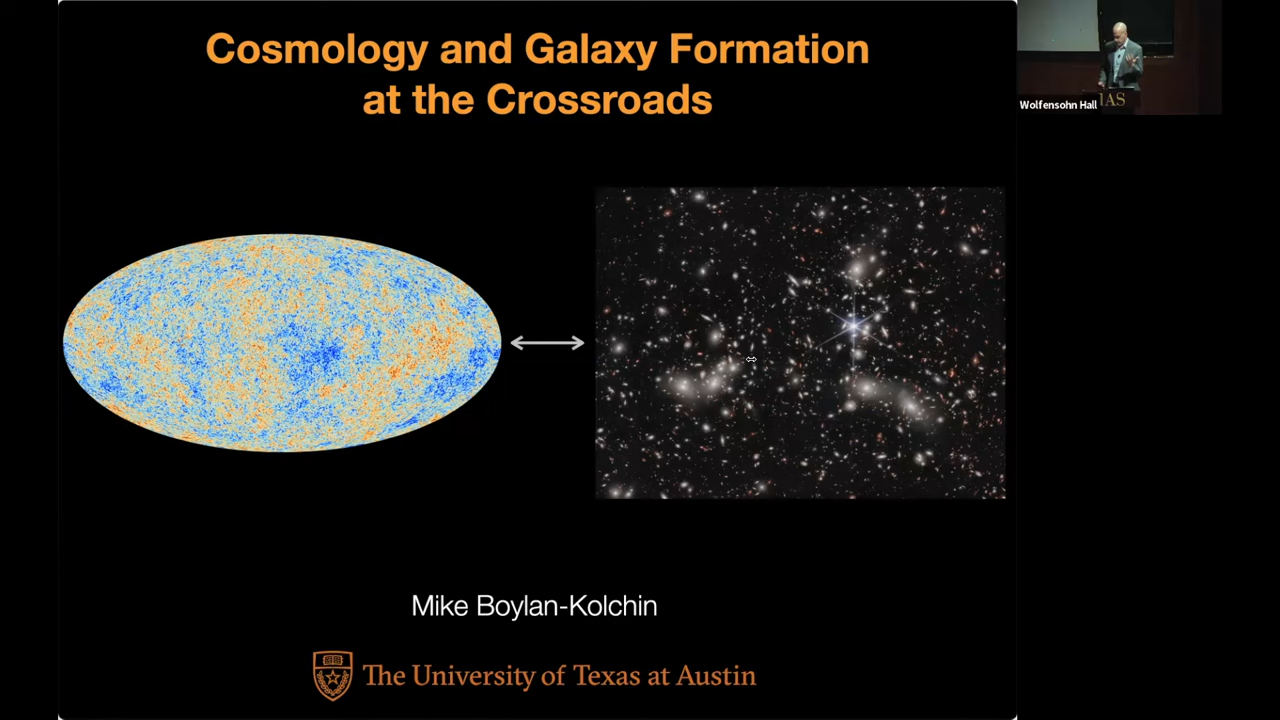 Cosmology and Galaxy Formation
at the Crossroads
Wolfensohn Hall
IAS
Mike Boylan-Kolchin
The University of Texas at Austin